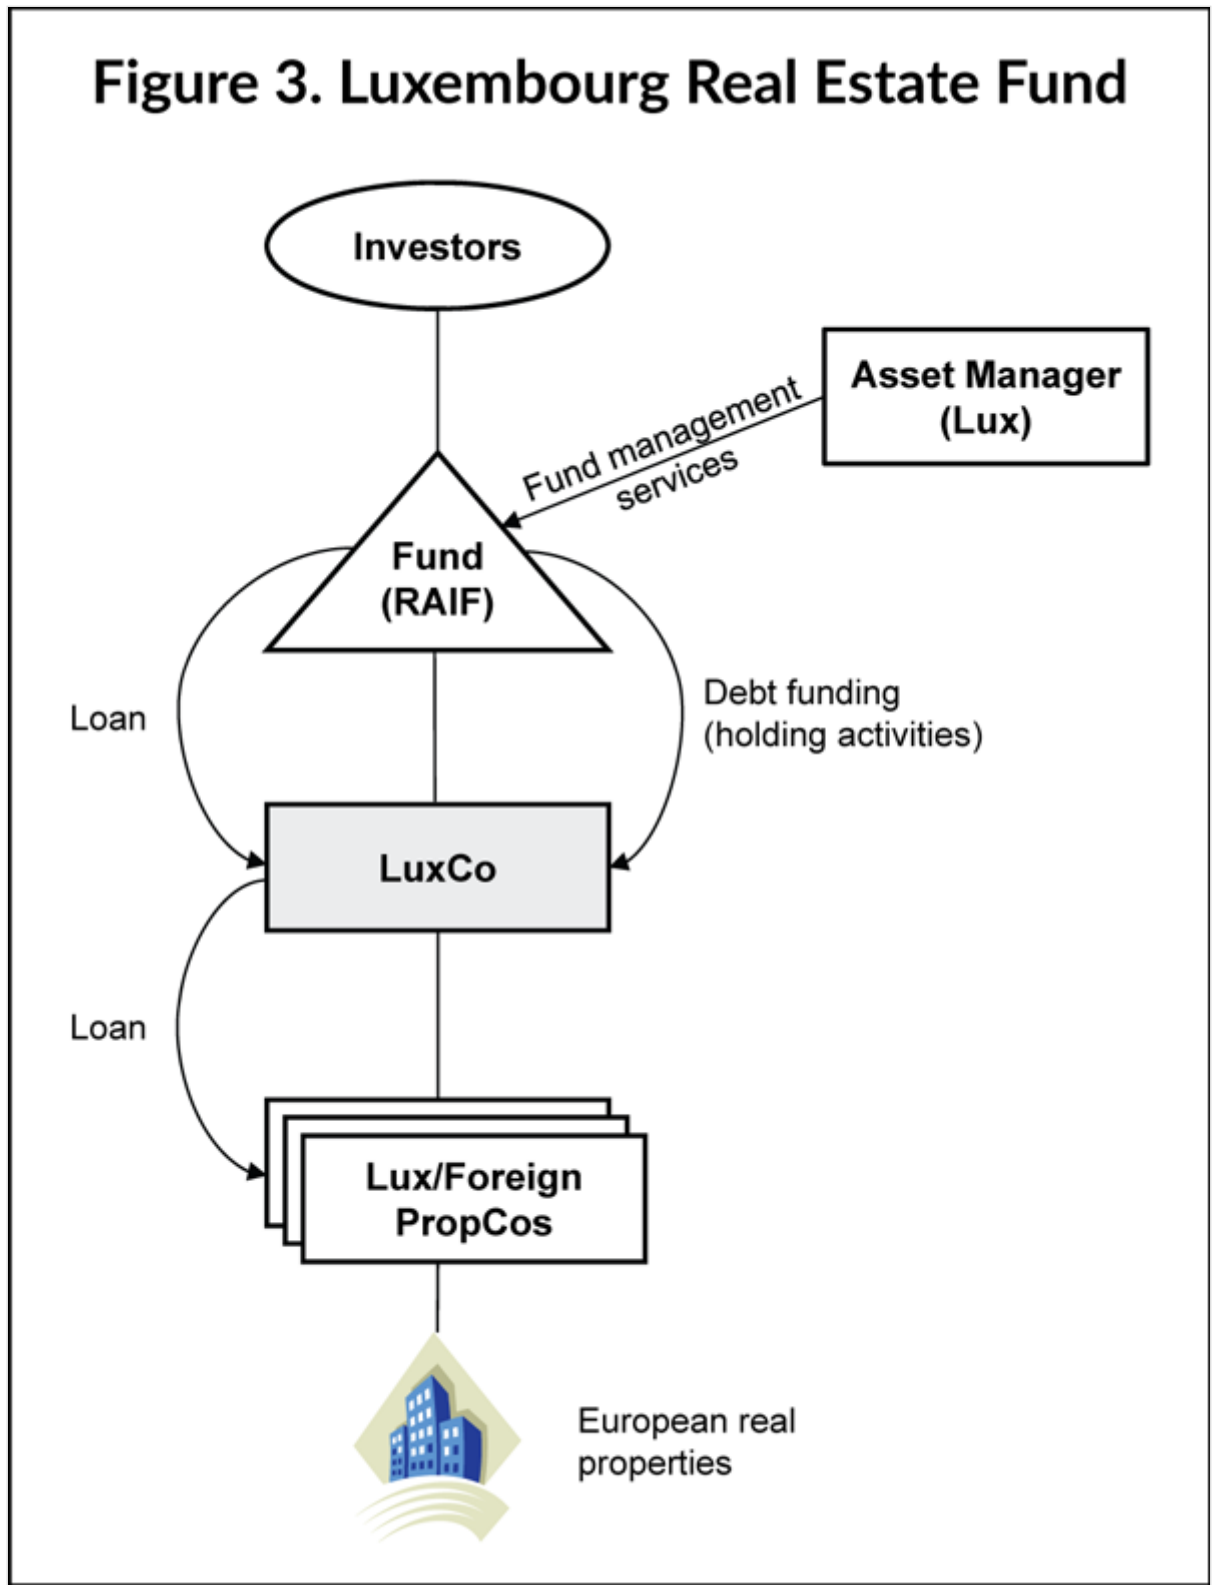 Figure 3. Luxembourg Real Estate Fund
Investors
Asset Manager
(Lux)
Fund management
services
Fund
(RAIF)
Loan
Debt funding
(holding activities)
LuxCo
Loan
Lux/Foreign
PropCos
European real
properties